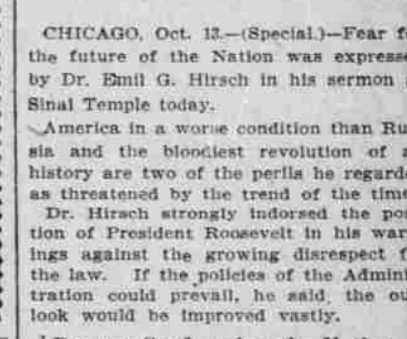 CHICAGO, Oct. 13.—(Special.)—Fear f
the future of the Nation was express
by Dr. Emil G. Hirsch in his sermon
Sinai Temple today.
America in a worse condition than Ru
sia and the bloodiest revolution of
history are two of the perils he regard
as threatened by the trend of the time
Dr. Hirsch strongly indorsed the po
tion of President Roosevelt in his war
ings against the growing disrespect f
the law. If the policies of the Admini
tration could prevail, he said, the ou
look would be improved vastly.